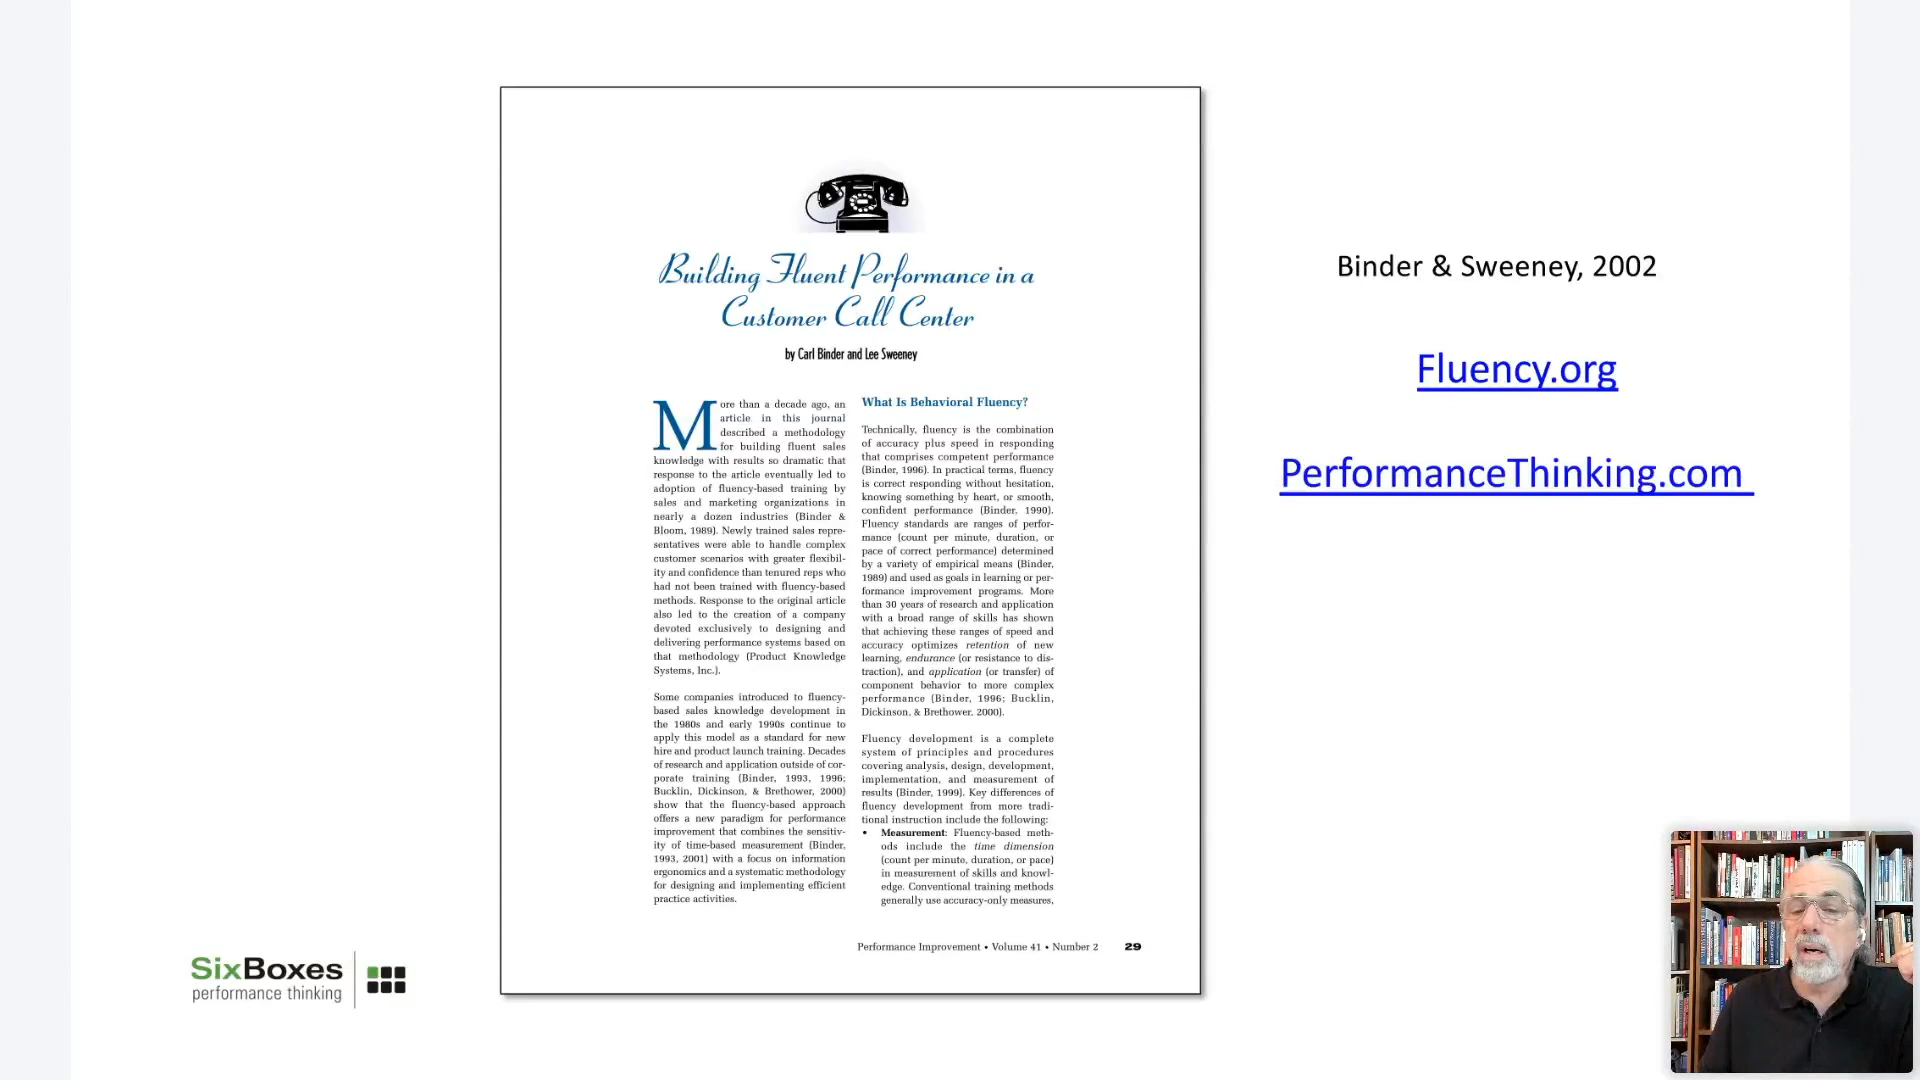 Building Fluent Performance in a
Customer Call Center
by Carl Binder and Lee Sweeney
More than a decade ago, an
article in this journal
described a methodology
for building fluent sales
knowledge with results so dramatic that
response to the article eventually led to
adoption of fluency-based training by
sales and marketing organizations in
nearly a dozen industries (Binder &
Bloom, 1989). Newly trained sales repre-
sentatives were able to handle complex
customer scenarios with greater flexibil-
ity and confidence than tenured reps who
had not been trained with fluency-based
methods. Response to the original article
also led to the creation of a company
devoted exclusively to designing and
delivering performance systems based on
that methodology (Product Knowledge
Systems, Inc.).
Some companies introduced to fluency-
based sales knowledge development in
the 1980s and early 1990s continue to
apply this model as a standard for new
hire and product launch training. Decades
of research and application outside of cor-
porate training (Binder, 1993, 1996;
Bucklin, Dickinson, & Brethower, 2000)
show that the fluency-based approach
offers a new paradigm for performance
improvement that combines the sensitiv-
ity of time-based measurement (Binder,
1993, 2001) with a focus on information
ergonomics and a systematic methodology
for designing and implementing efficient
practice activities.
What Is Behavioral Fluency?
Technically, fluency is the combination
of accuracy plus speed in responding
that comprises competent performance
(Binder, 1996). In practical terms, fluency
is correct responding without hesitation,
knowing something by heart, or smooth,
confident performance (Binder, 1990).
Fluency standards are ranges of perfor-
mance (count per minute, duration, or
pace of correct performance) determined
by a variety of empirical means (Binder,
1989) and used as goals in learning or per-
formance improvement programs. More
than 30 years of research and application
with a broad range of skills has shown
that achieving these ranges of speed and
accuracy optimizes retention of new
learning, endurance (or resistance to dis-
traction), and application (or transfer) of
component behavior to more complex
performance (Binder, 1996; Bucklin,
Dickinson, & Brethower, 2000).
Fluency development is a complete
system of principles and procedures
covering analysis, design, development,
implementation, and measurement of
results (Binder, 1999). Key differences of
fluency development from more tradi-
tional instruction include the following:
• Measurement: Fluency-based meth-
ods include the time dimension
(count per minute, duration, or pace)
in measurement of skills and knowl-
edge. Conventional training methods
generally use accuracy-only measures,
Performance Improvement • Volume 41 • Number 2 29
Binder & Sweeney, 2002
Fluency.org
PerformanceThinking.com
SixBoxes
performance thinking